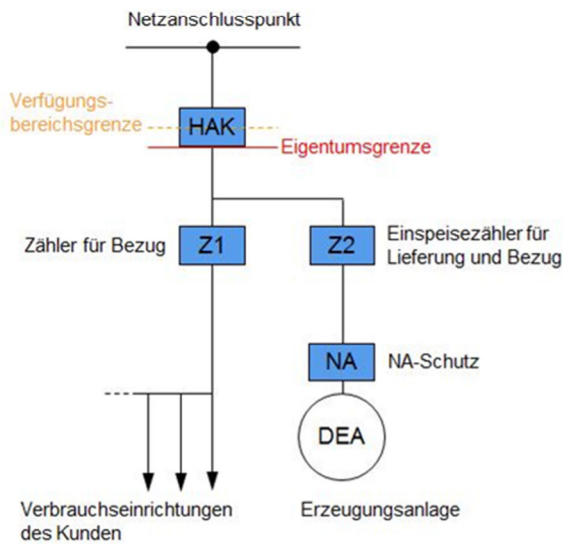 Netzanschlusspunkt
Verfügungs-
bereichsgrenze
HAK
Eigentumsgrenze
Zähler für Bezug
Z1
Z2
Einspeisezähler für
Lieferung und Bezug
NA
NA-Schutz
DEA
Verbrauchseinrichtungen
des Kunden
Erzeugungsanlage